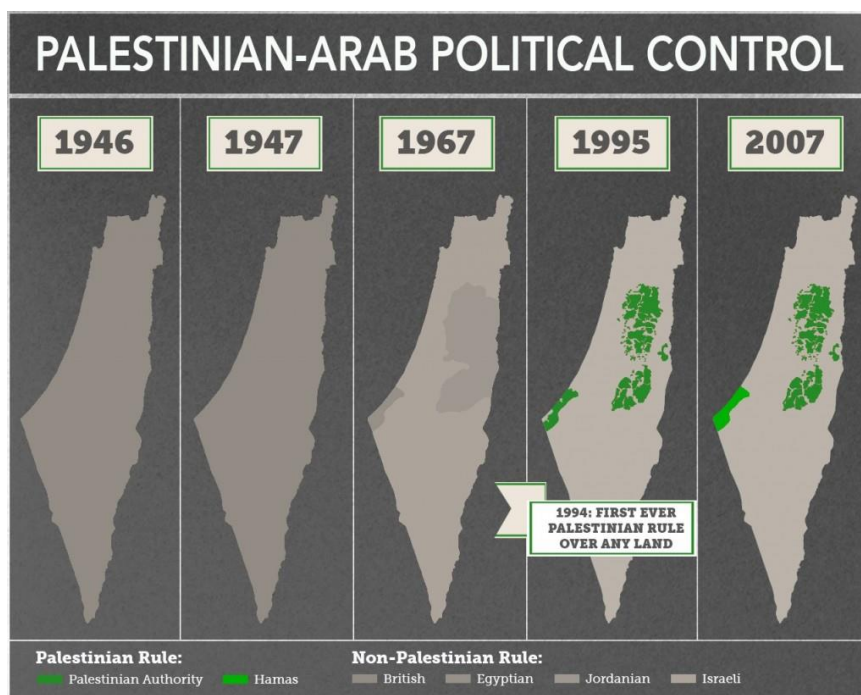 PALESTINIAN-ARAB POLITICAL CONTROL
1946
1947
1967
1995
2007
1994: FIRST EVER
PALESTINIAN RULE
OVER ANY LAND
Palestinian Rule:
Palestinian Authority
Hamas
Non-Palestinian Rule:
British
Egyptian
Jordanian
Israeli